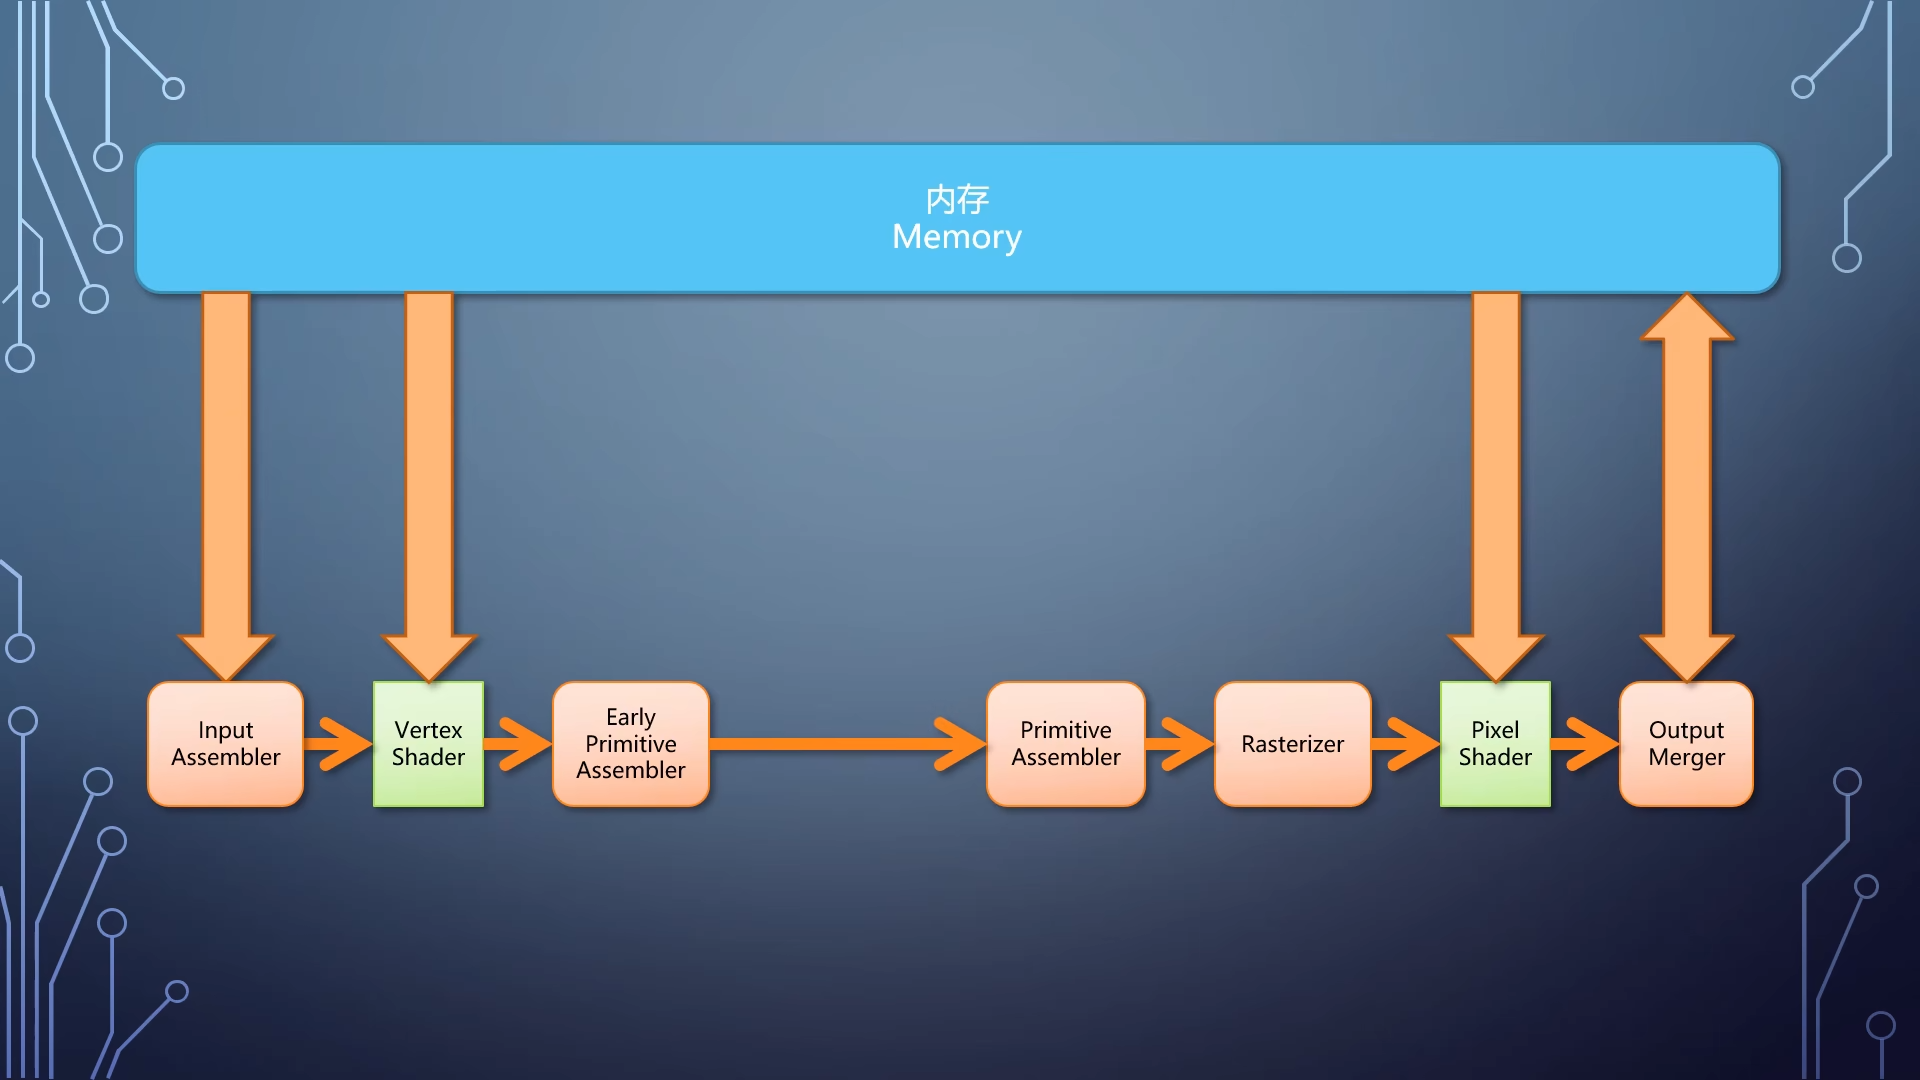 内存
Memory
Input
Assembler
Vertex
Shader
Early
Primitive
Assembler
Primitive
Assembler
Rasterizer
Pixel
Shader
Output
Merger